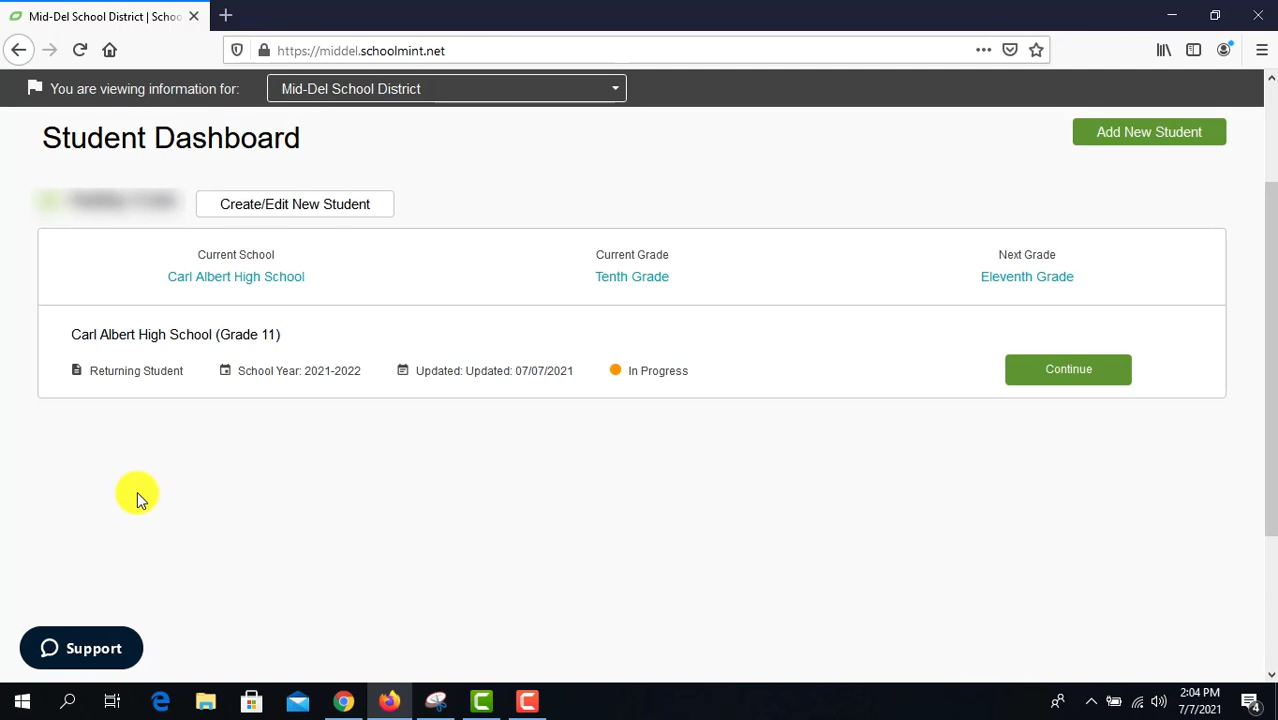 Mid-Del School District | Schoo
https://middel.schoolmint.net
You are viewing information for:
Mid-Del School District
Student Dashboard
Add New Student
Create/Edit New Student
Current School
Current Grade
Next Grade
Carl Albert High School
Tenth Grade
Eleventh Grade
Carl Albert High School (Grade 11)
Returning Student
School Year: 2021-2022
Updated: Updated: 07/07/2021
In Progress
Continue
Support
2:04 PM
7/7/2021
4